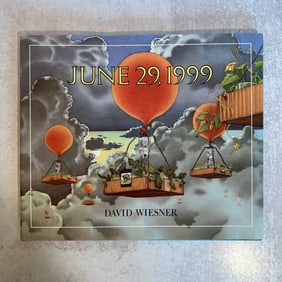 JUNE 29, 1999
DAVID WIESNER